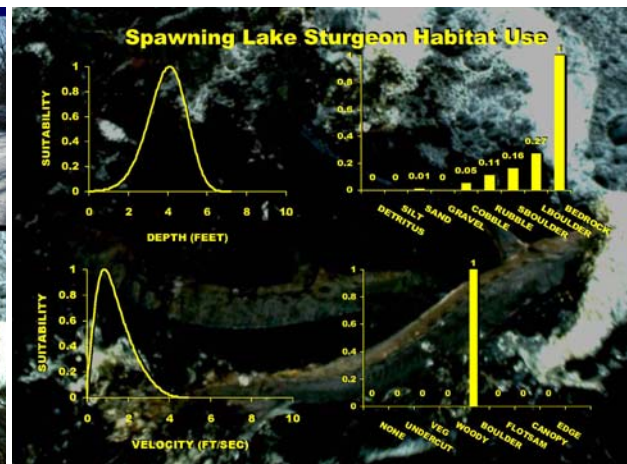 Spawning Lake Sturgeon Habitat Use
SUITABILITY
1
0.8
0.6
0.4
0.2
0
0 2 4 6 8 10
DEPTH (FEET)
1
0.8
0.6
0.4
0.2
0
0 0 0.01 0 0.05 0.11 0.16 0.27 1
DETRITUS
SILT
SAND
GRAVEL
COBBLE
RUBBLE
SBOULDER
LBOULDER
BEDROCK
SUITABILITY
1
0.8
0.6
0.4
0.2
0
0 2 4 6 8 10
VELOCITY (FT/SEC)
1
0.8
0.6
0.4
0.2
0
0 0 0 0 1 0 0 0
NONE
UNDERCUT
VEG
WOODY
BOULDER
FLOTSAM
CANOPY
EDGE